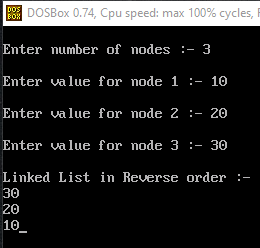 DOS
BOX
DOSBox 0.74, Cpu speed: max 100% cycles, F
Enter number of nodes :- 3
Enter value for node 1 :- 10
Enter value for node 2 :- 20
Enter value for node 3 :- 30
Linked List in Reverse order :-
30
20
10_